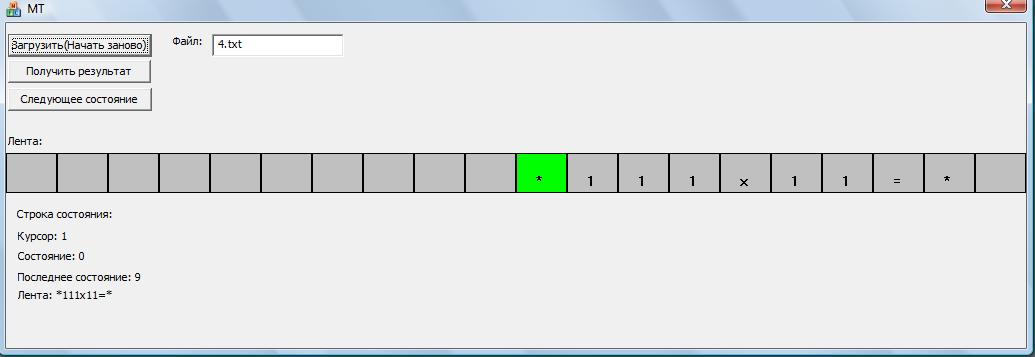 MT
Загрузить(Начать заново)
Файл: 4.txt
Получить результат
Следующее состояние
Лента:
* 1 1 1 x 1 1 = *
Строка состояния:
Курсор: 1
Состояние: 0
Последнее состояние: 9
Лента: *111x11=*